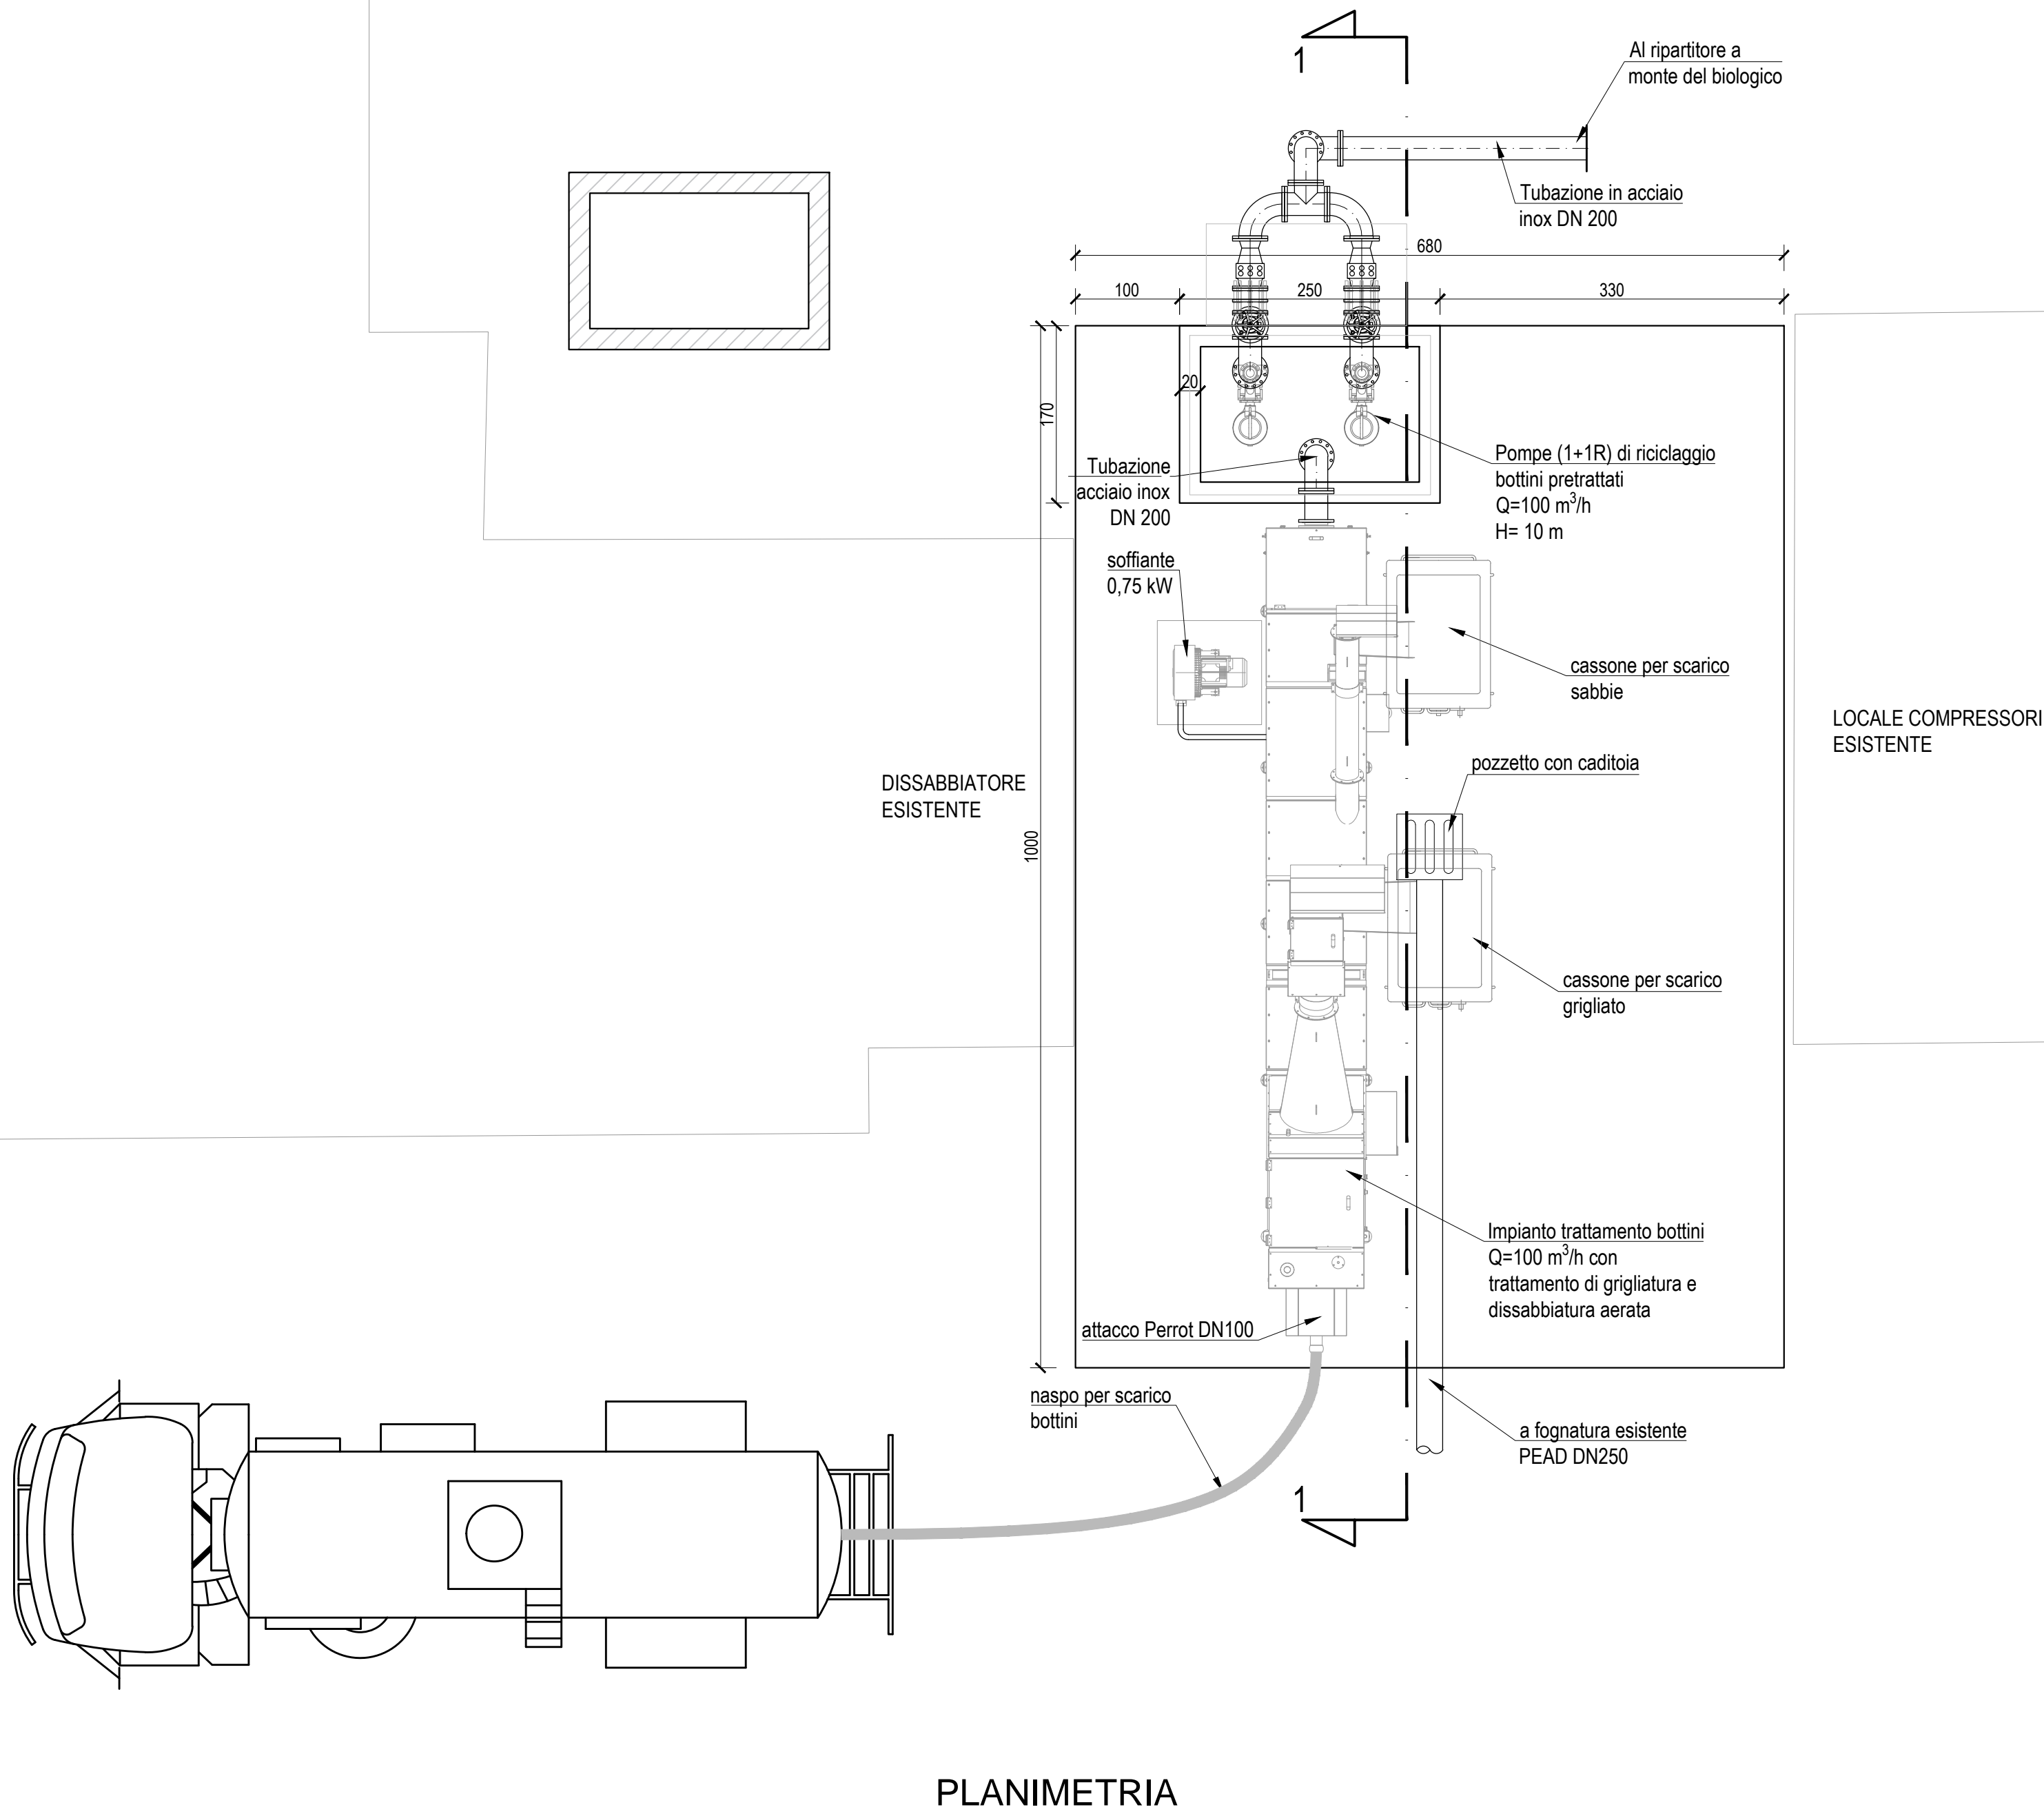 1
Al ripartitore a
monte del biologico
Tubazione in acciaio
inox DN 200
680
100
250
330
20
170
Tubazione
acciaio inox
DN 200
Pompe (1+1R) di riciclaggio
bottini pretrattati
Q=100 m³/h
H= 10 m
soffiante
0,75 kW
cassone per scarico
sabbie
LOCALE COMPRESSORI
ESISTENTE
pozzetto con caditoia
DISSABBIATORE
ESISTENTE
1000
cassone per scarico
grigliato
Impianto trattamento bottini
Q=100 m³/h con
trattamento di grigliatura e
dissabbiatura aerata
attacco Perrot DN100
naspo per scarico
bottini
a fognatura esistente
PEAD DN250
1
PLANIMETRIA